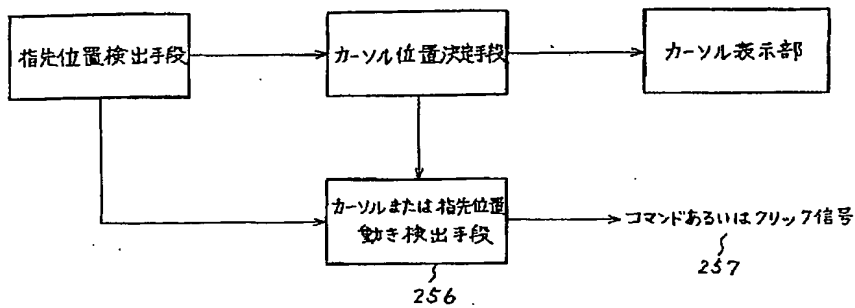 指先位置検出手段
カーソル位置決定手段
カーソル表示部
カーソルまたは指先位置
動き検出手段
コマンドあるいはクリック信号
256
257